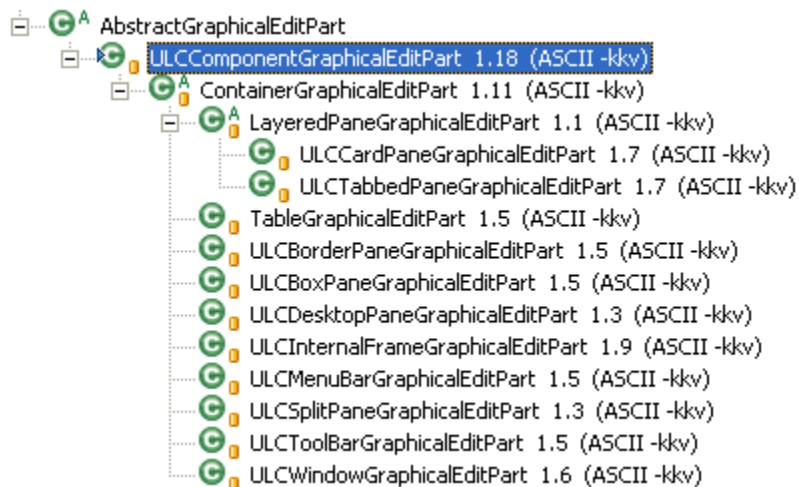 AbstractGraphicalEditPart
ULCComponentGraphicalEditPart 1.18 (ASCII -kkv)
ContainerGraphicalEditPart 1.11 (ASCII -kkv)
LayeredPaneGraphicalEditPart 1.1 (ASCII -kkv)
ULCCardPaneGraphicalEditPart 1.7 (ASCII -kkv)
ULCTabbedPaneGraphicalEditPart 1.7 (ASCII -kkv)
TableGraphicalEditPart 1.5 (ASCII -kkv)
ULCBorderPaneGraphicalEditPart 1.5 (ASCII -kkv)
ULCBoxPaneGraphicalEditPart 1.5 (ASCII -kkv)
ULCDesktopPaneGraphicalEditPart 1.3 (ASCII -kkv)
ULCInternalFrameGraphicalEditPart 1.9 (ASCII -kkv)
ULCMenuBarGraphicalEditPart 1.5 (ASCII -kkv)
ULCSplitPaneGraphicalEditPart 1.3 (ASCII -kkv)
ULCToolBarGraphicalEditPart 1.5 (ASCII -kkv)
ULCWindowGraphicalEditPart 1.6 (ASCII -kkv)